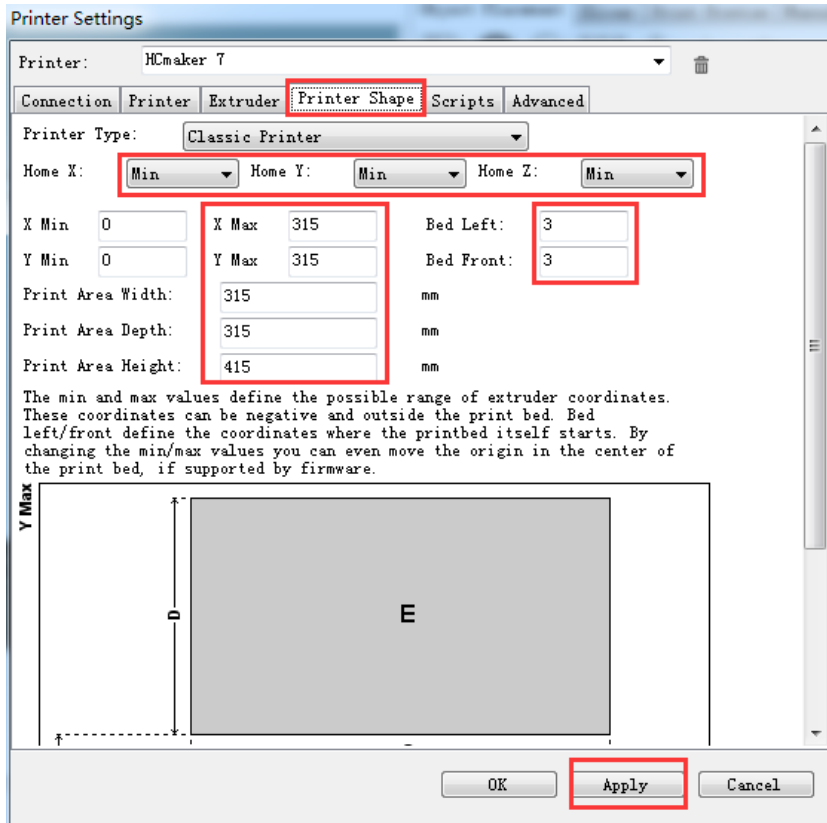 Printer Settings
Printer: HCmaker 7
Connection Printer Extruder Printer Shape Scripts Advanced
Printer Type: Classic Printer
Home X: Min Home Y: Min Home Z: Min
X Min 0 X Max 315 Bed Left: 3
Y Min 0 Y Max 315 Bed Front: 3
Print Area Width: 315 mm
Print Area Depth: 315 mm
Print Area Height: 415 mm
The min and max values define the possible range of extruder coordinates.
These coordinates can be negative and outside the print bed. Bed
left/front define the coordinates where the printbed itself starts. By
changing the min/max values you can even move the origin in the center of
the print bed, if supported by firmware.
Y Max
D
E
OK Apply Cancel